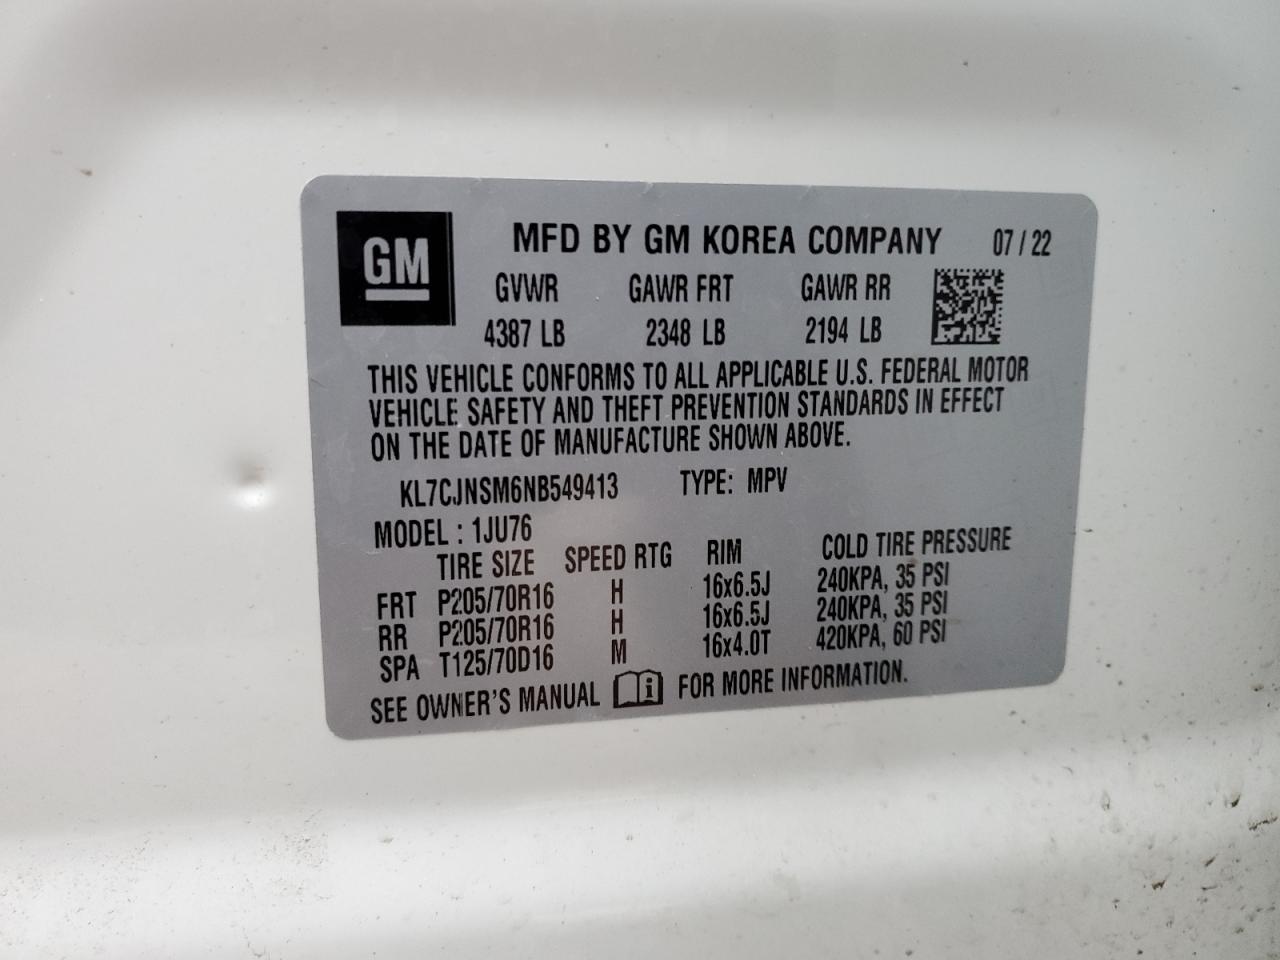 GM
MFD BY GM KOREA COMPANY 07 / 22
GVWR GAWR FRT GAWR RR
4387 LB 2348 LB 2194 LB
THIS VEHICLE CONFORMS TO ALL APPLICABLE U.S. FEDERAL MOTOR
VEHICLE SAFETY AND THEFT PREVENTION STANDARDS IN EFFECT
ON THE DATE OF MANUFACTURE SHOWN ABOVE.
KL7CJNSM6NB549413 TYPE: MPV
MODEL : 1JU76
TIRE SIZE SPEED RTG RIM COLD TIRE PRESSURE
FRT P205/70R16 H 16x6.5J 240KPA, 35 PSI
RR P205/70R16 H 16x6.5J 240KPA, 35 PSI
SPA T125/70D16 M 16x4.0T 420KPA, 60 PSI
SEE OWNER'S MANUAL i FOR MORE INFORMATION.